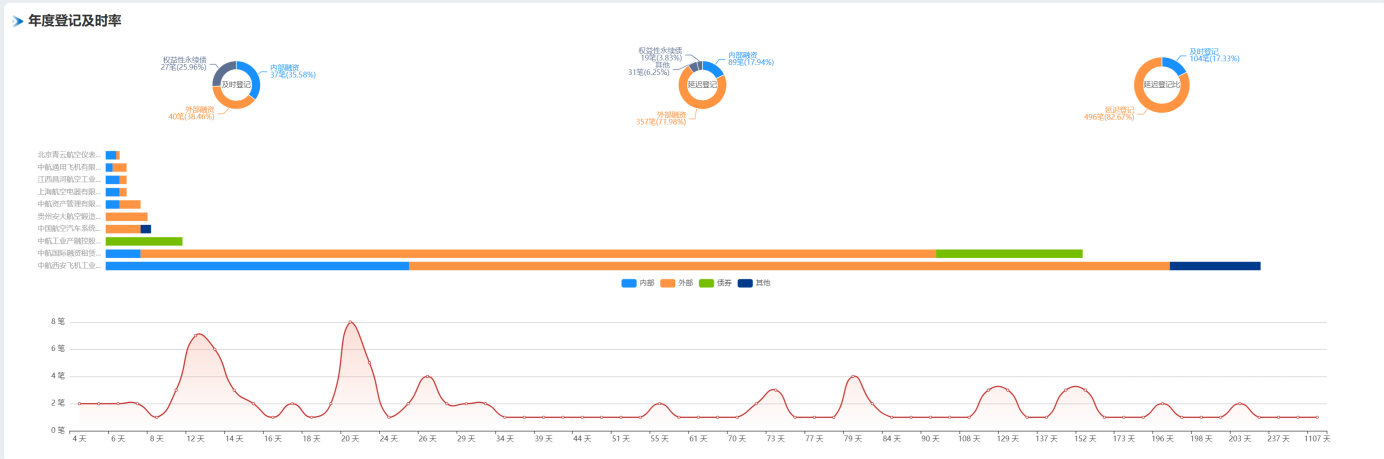 年度登记及时率
权益性永续债
27笔(25.96%)
内部融资
37笔(35.58%)
及时登记
外部融资
40笔(38.46%)
权益性永续债
19笔(3.83%)
其他
31笔(6.25%)
内部融资
89笔(17.94%)
延迟登记
外部融资
357笔(71.98%)
及时登记
104笔(17.33%)
延迟登记比
延迟登记
496笔(82.67%)
北京青云航空仪表...
中航通用飞机有限...
江西昌河航空工业...
上海航空电器有限...
中航资产管理有限...
贵州安大航空锻造...
中国航空汽车系统...
中航工业产融控股...
中航国际融资租赁...
中航西安飞机工业...
内部 外部 债券 其他
8 笔
6 笔
4 笔
2 笔
0 笔
4 天 6 天 8 天 12 天 14 天 16 天 18 天 20 天 24 天 26 天 29 天 34 天 39 天 44 天 51 天 55 天 61 天 70 天 73 天 77 天 79 天 84 天 90 天 108 天 129 天 137 天 152 天 173 天 196 天 198 天 203 天 237 天 1107 天